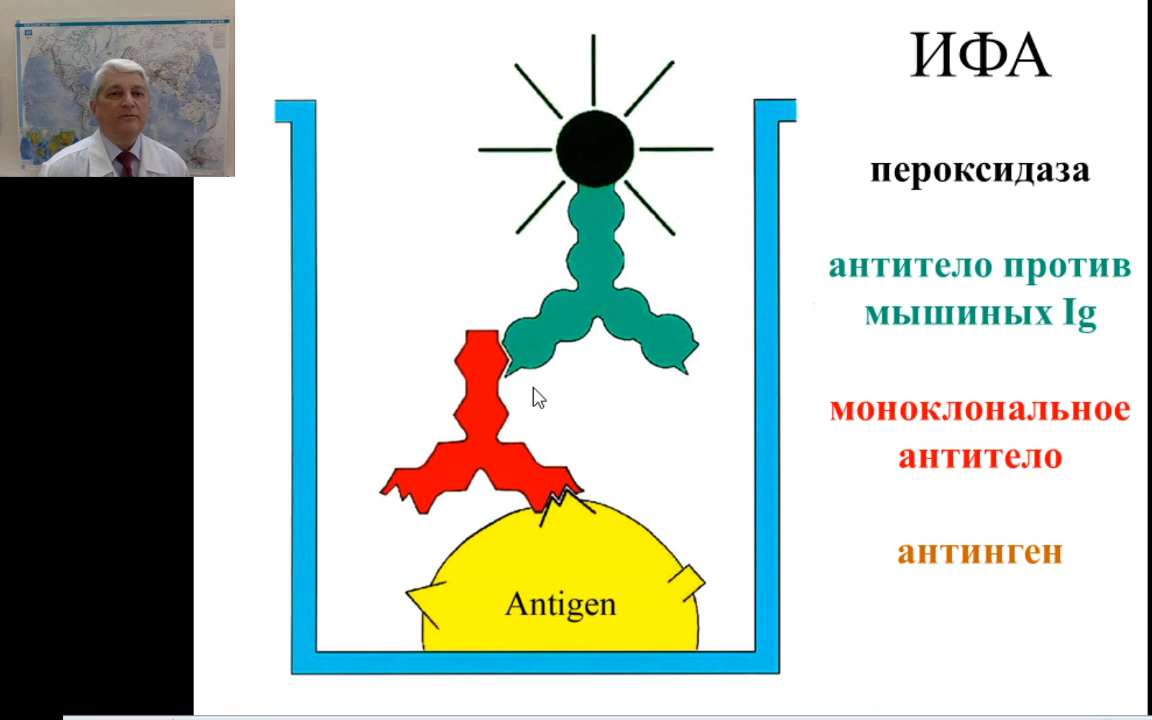 ИФА
пероксидаза
антитело против
мышиных Ig
моноклональное
антитело
антинген
Antigen